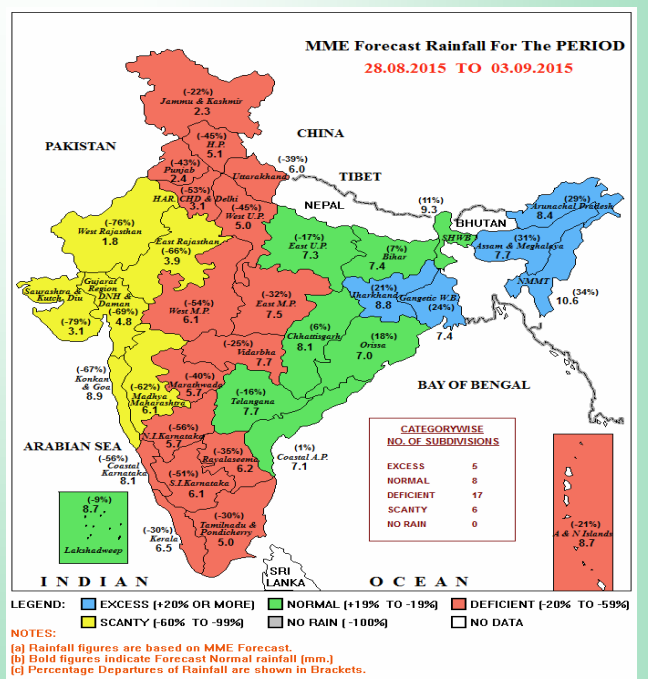 MME Forecast Rainfall For The PERIOD
28.08.2015 TO 03.09.2015
(-22%)
Jammu & Kashmir
2.3
(-45%)
H.P.
5.1
CHINA
PAKISTAN
(-43%)
Punjab
2.4
Uttarakhand
(-39%)
6.0
TIBET
(-53%)
HAR. CHD & Delhi
3.1
(-45%)
West U.P.
5.0
NEPAL
(11%)
9.3
BHUTAN
(29%)
Arunachal Pradesh
8.4
(-76%)
West Rajasthan
1.8
East Rajasthan
(-66%)
3.9
(-17%)
East U.P.
7.3
(7%)
Bihar
7.4
SHWB
(31%)
Assam & Meghalaya
7.7
NMMT
(34%)
10.6
Saurashtra &
Kutch, Diu
(-79%)
3.1
Gujarat
Region
DNH &
Daman
(-69%)
4.8
(-54%)
West M.P.
6.1
(-32%)
East M.P.
7.5
(21%)
Jharkhand
8.8
Gangetic W.B.
(24%)
7.4
(6%)
Chhattisgarh
8.1
(18%)
Orissa
7.0
(-25%)
Vidarbha
7.7
(-67%)
Konkan
& Goa
8.9
(-62%)
Madhya
Maharashtra
6.1
(-40%)
Marathwada
5.7
(-16%)
Telangana
7.7
BAY OF BENGAL
ARABIAN SEA
(-56%)
N.I.Karnataka
5.7
(-56%)
Coastal
Karnataka
8.1
(-35%)
Rayalaseema
6.2
(1%)
Coastal A.P.
7.1
(-51%)
S.I.Karnataka
6.1
(-30%)
Kerala
6.5
(-30%)
Tamilnadu &
Pondicherry
5.0
(-9%)
8.7
Lakshadweep
CATEGORYWISE
NO. OF SUBDIVISIONS
EXCESS 5
NORMAL 8
DEFICIENT 17
SCANTY 6
NO RAIN 0
(-21%)
A & N Islands
8.7
SRI
LANKA
INDIAN OCEAN
LEGEND: EXCESS (+20% OR MORE) NORMAL (+19% TO -19%) DEFICIENT (-20% TO -59%)
SCANTY (-60% TO -99%) NO RAIN ( -100%) NO DATA
NOTES:
(a) Rainfall figures are based on MME Forecast.
(b) Bold figures indicate Forecast Normal rainfall (mm.)
(c) Percentage Departures of Rainfall are shown in Brackets.